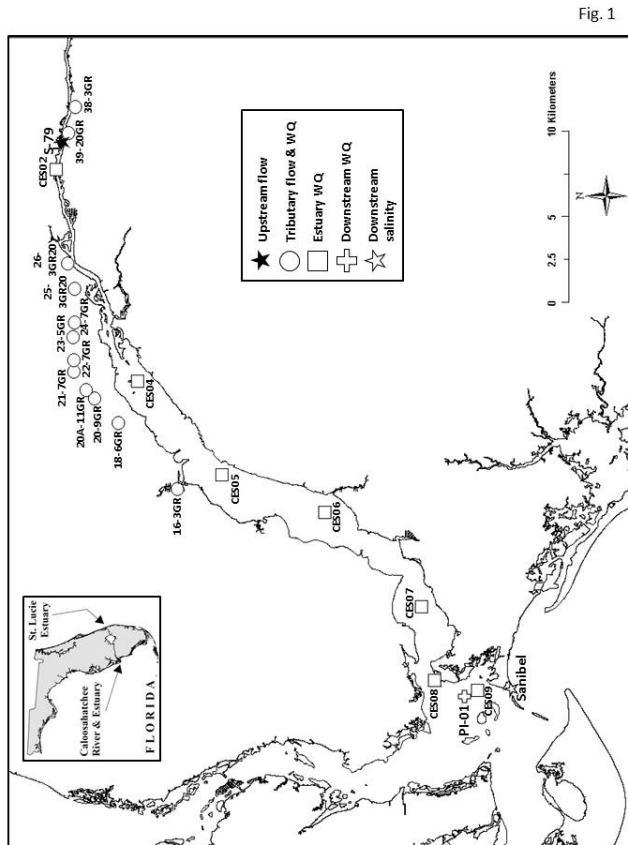 Fig. 1
St. Lucie
Estuary
Caloosahatchee
River & Estuary
FLORIDA
Upstream flow
Tributary flow & WQ
Estuary WQ
Downstream WQ
Downstream
salinity
38-3GR
39-20GR
S-79
CES02
26-
3GR20
25-
3GR20
24-7GR
23-5GR
22-7GR
21-7GR
20A-11GR
20-9GR
18-6GR
16-3GR
CES04
CES05
CES06
CES07
CES08
CES09
PI-01
Sanibel
0 2.5 5 10 Kilometers
N